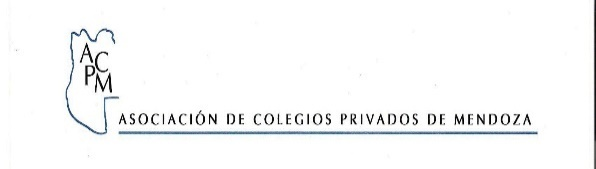 AC
PM
ASOCIACIÓN DE COLEGIOS PRIVADOS DE MENDOZA